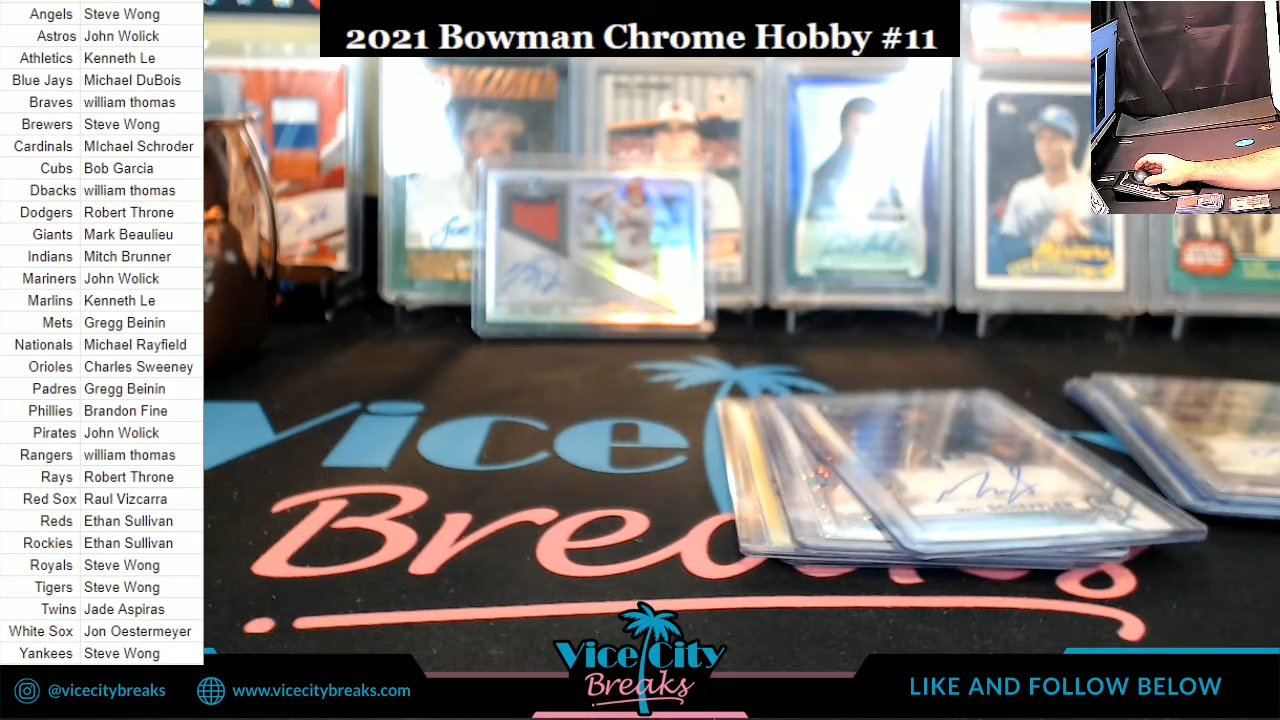 2021 Bowman Chrome Hobby #11
Angels Steve Wong
Astros John Wolick
Athletics Kenneth Le
Blue Jays Michael DuBois
Braves william thomas
Brewers Steve Wong
Cardinals MIchael Schroder
Cubs Bob Garcia
Dbacks william thomas
Dodgers Robert Throne
Giants Mark Beaulieu
Indians Mitch Brunner
Mariners John Wolick
Marlins Kenneth Le
Mets Gregg Beinin
Nationals Michael Rayfield
Orioles Charles Sweeney
Padres Gregg Beinin
Phillies Brandon Fine
Pirates John Wolick
Rangers william thomas
Rays Robert Throne
Red Sox Raul Vizcarra
Reds Ethan Sullivan
Rockies Ethan Sullivan
Royals Steve Wong
Tigers Steve Wong
Twins Jade Aspiras
White Sox Jon Oestermeyer
Yankees Steve Wong
Vice
Vice City
Breaks
@vicecitybreaks
www.vicecitybreaks.com
LIKE AND FOLLOW BELOW